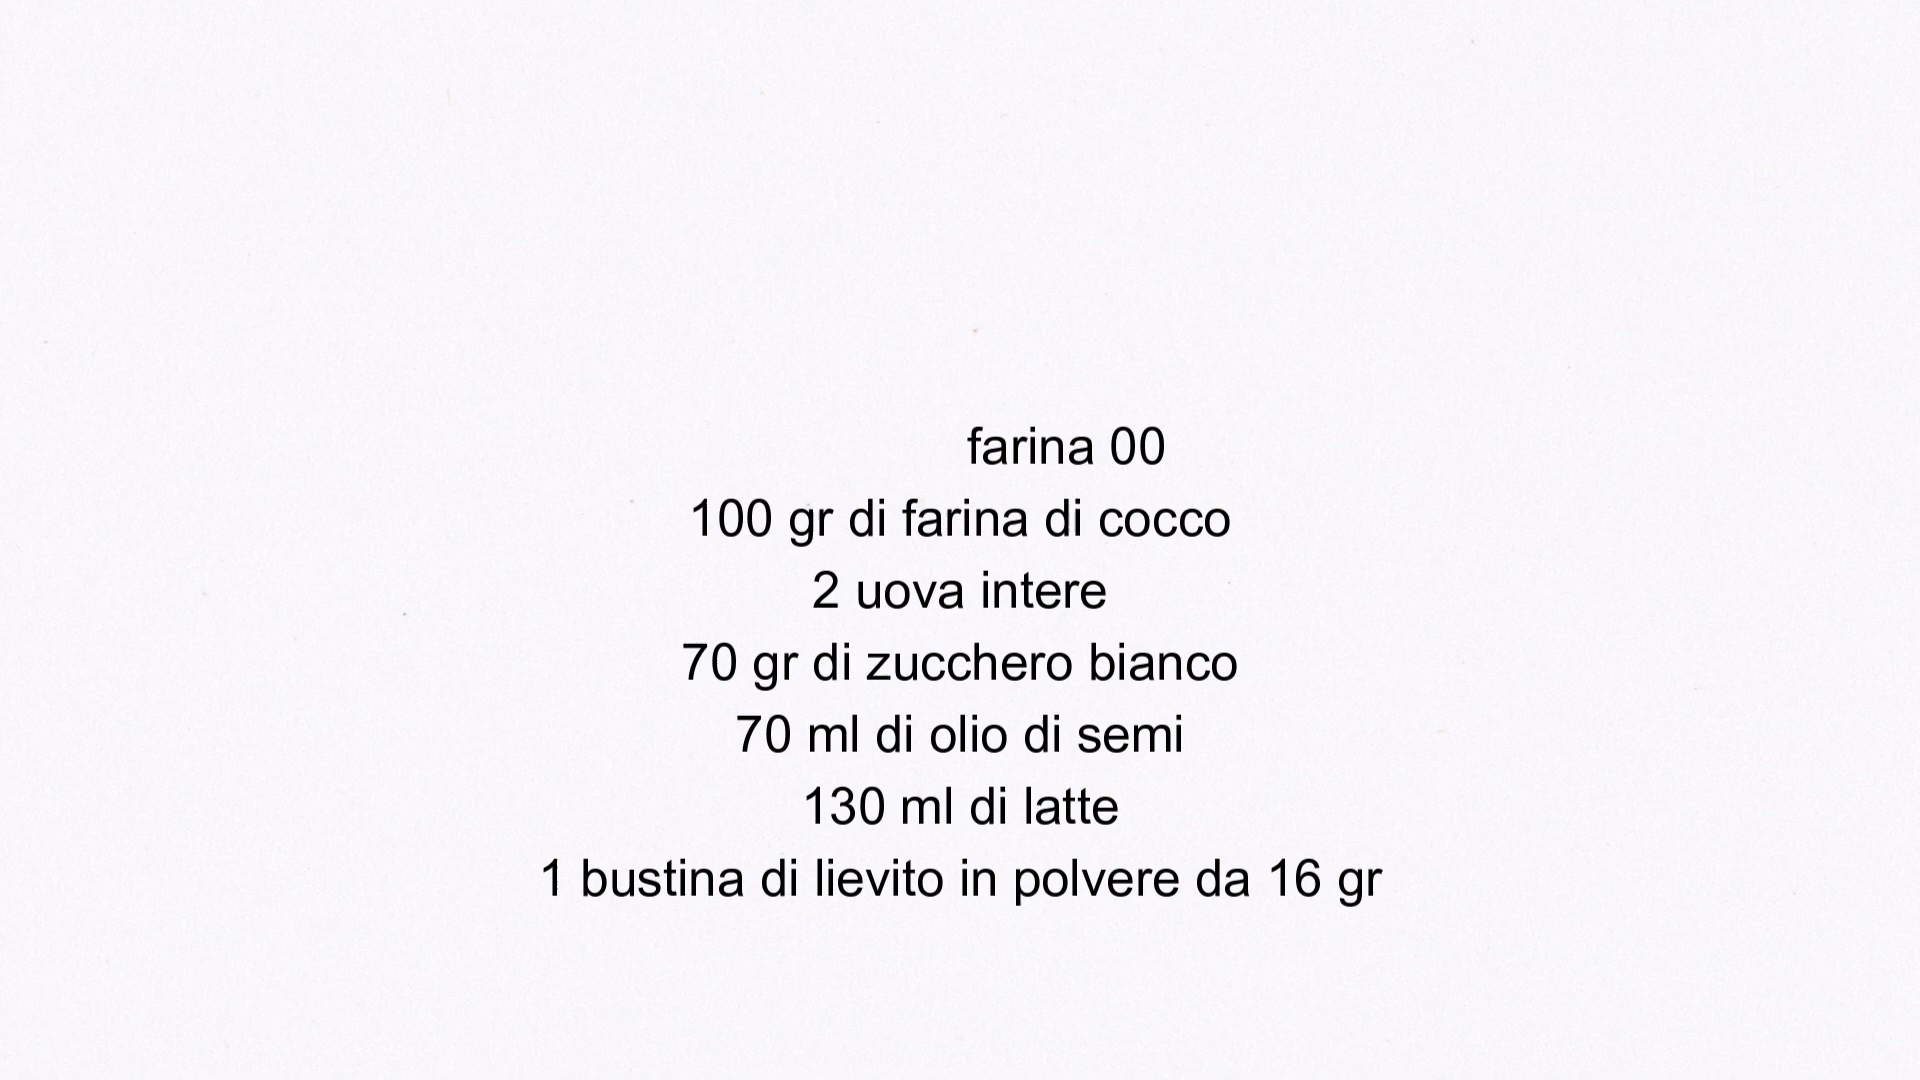 farina 00
100 gr di farina di cocco
2 uova intere
70 gr di zucchero bianco
70 ml di olio di semi
130 ml di latte
1 bustina di lievito in polvere da 16 gr